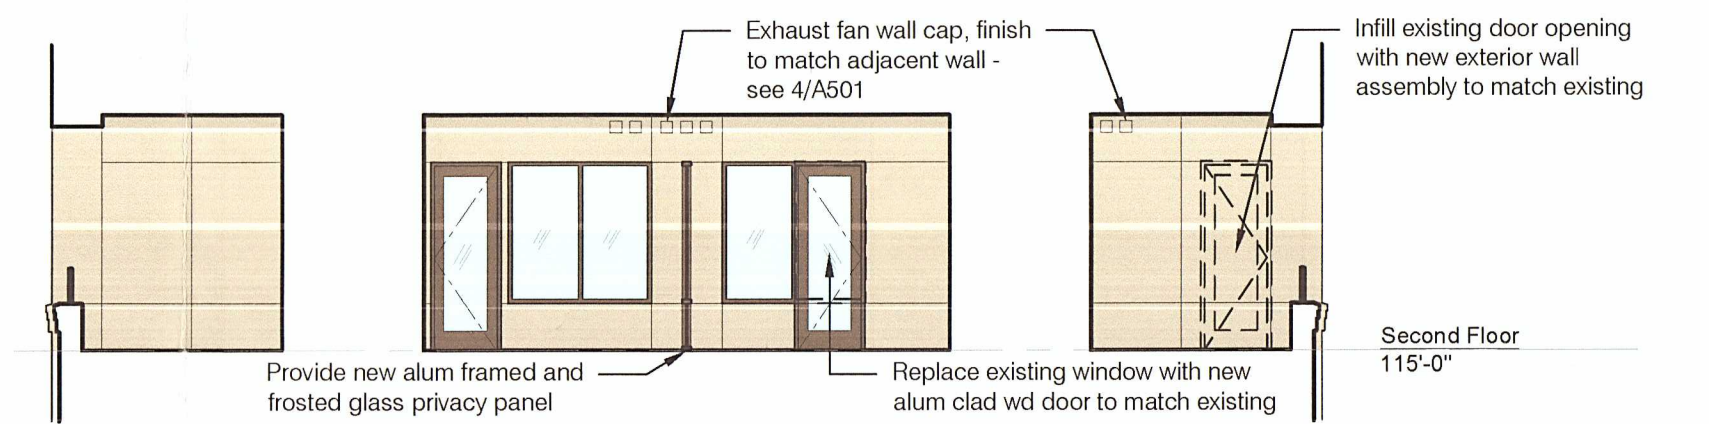 Exhaust fan wall cap, finish
to match adjacent wall -
see 4/A501
Infill existing door opening
with new exterior wall
assembly to match existing
Second Floor
115'-0"
Provide new alum framed and
frosted glass privacy panel
Replace existing window with new
alum clad wd door to match existing